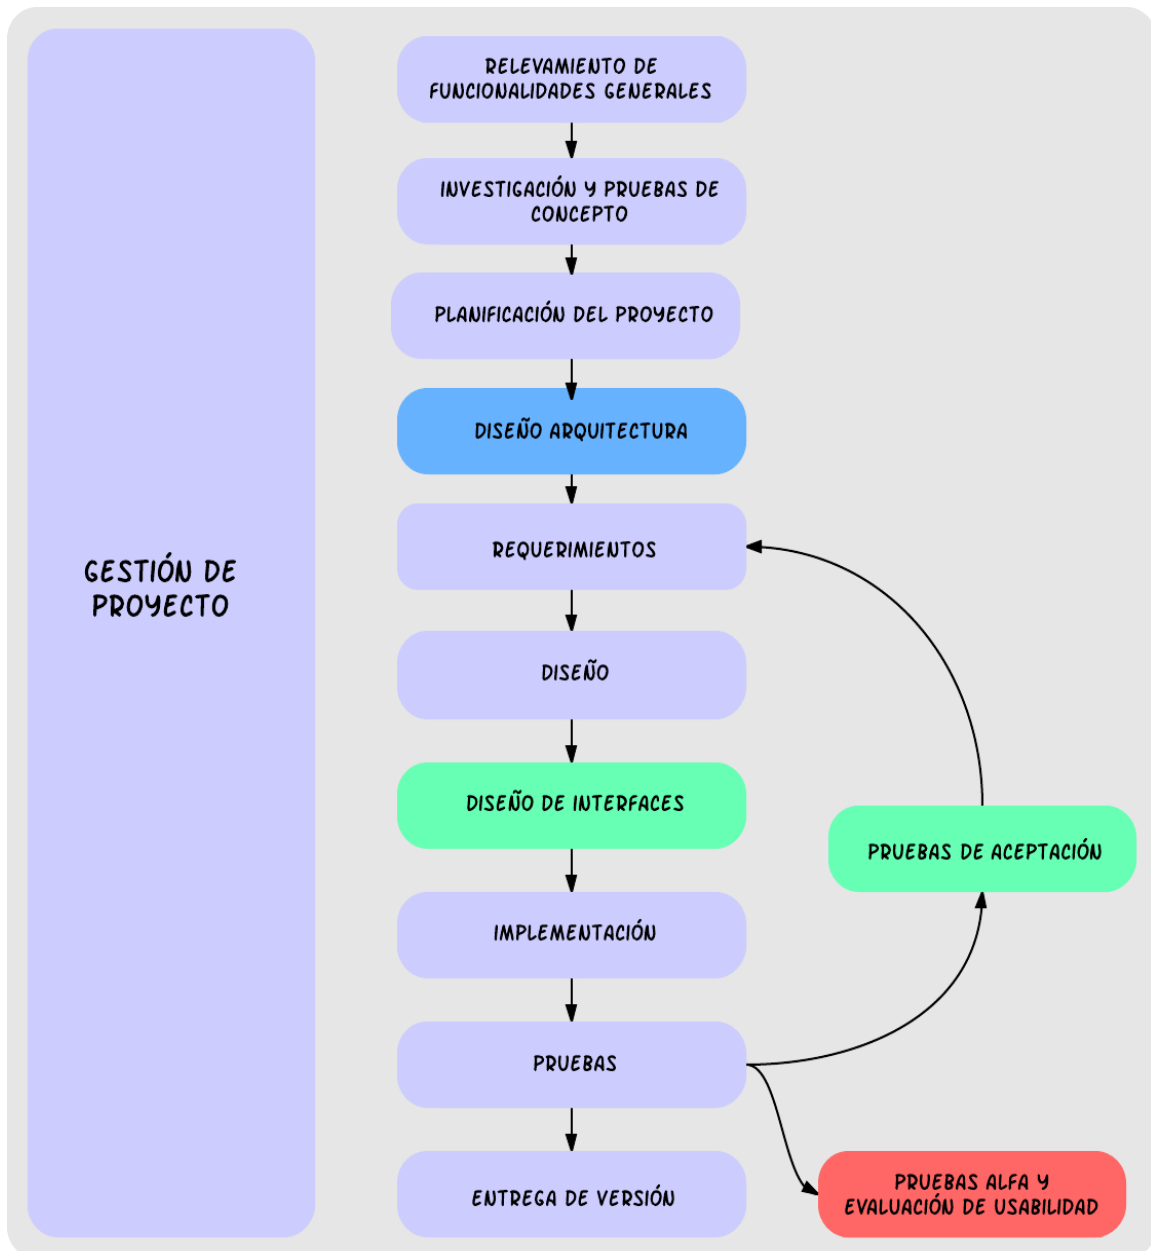 GESTIÓN DE
PROYECTO
RELEVAMIENTO DE
FUNCIONALIDADES GENERALES
INVESTIGACIÓN Y PRUEBAS DE
CONCEPTO
PLANIFICACIÓN DEL PROYECTO
DISEÑO ARQUITECTURA
REQUERIMIENTOS
DISEÑO
DISEÑO DE INTERFACES
IMPLEMENTACIÓN
PRUEBAS
ENTREGA DE VERSIÓN
PRUEBAS DE ACEPTACIÓN
PRUEBAS ALFA Y
EVALUACIÓN DE USABILIDAD